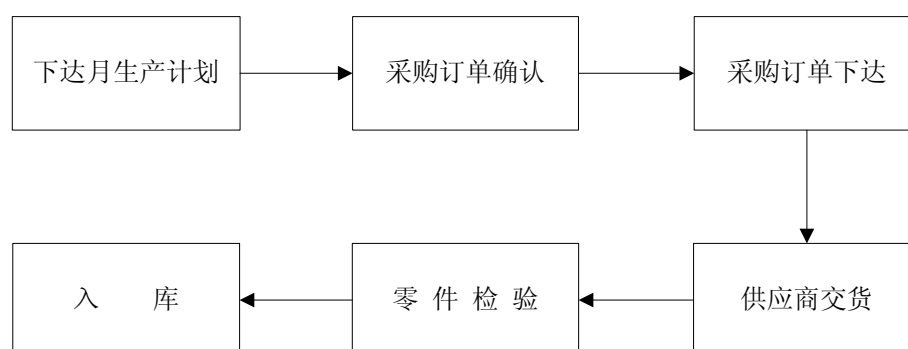 下达月生产计划
采购订单确认
采购订单下达
入 库
零 件 检 验
供应商交货